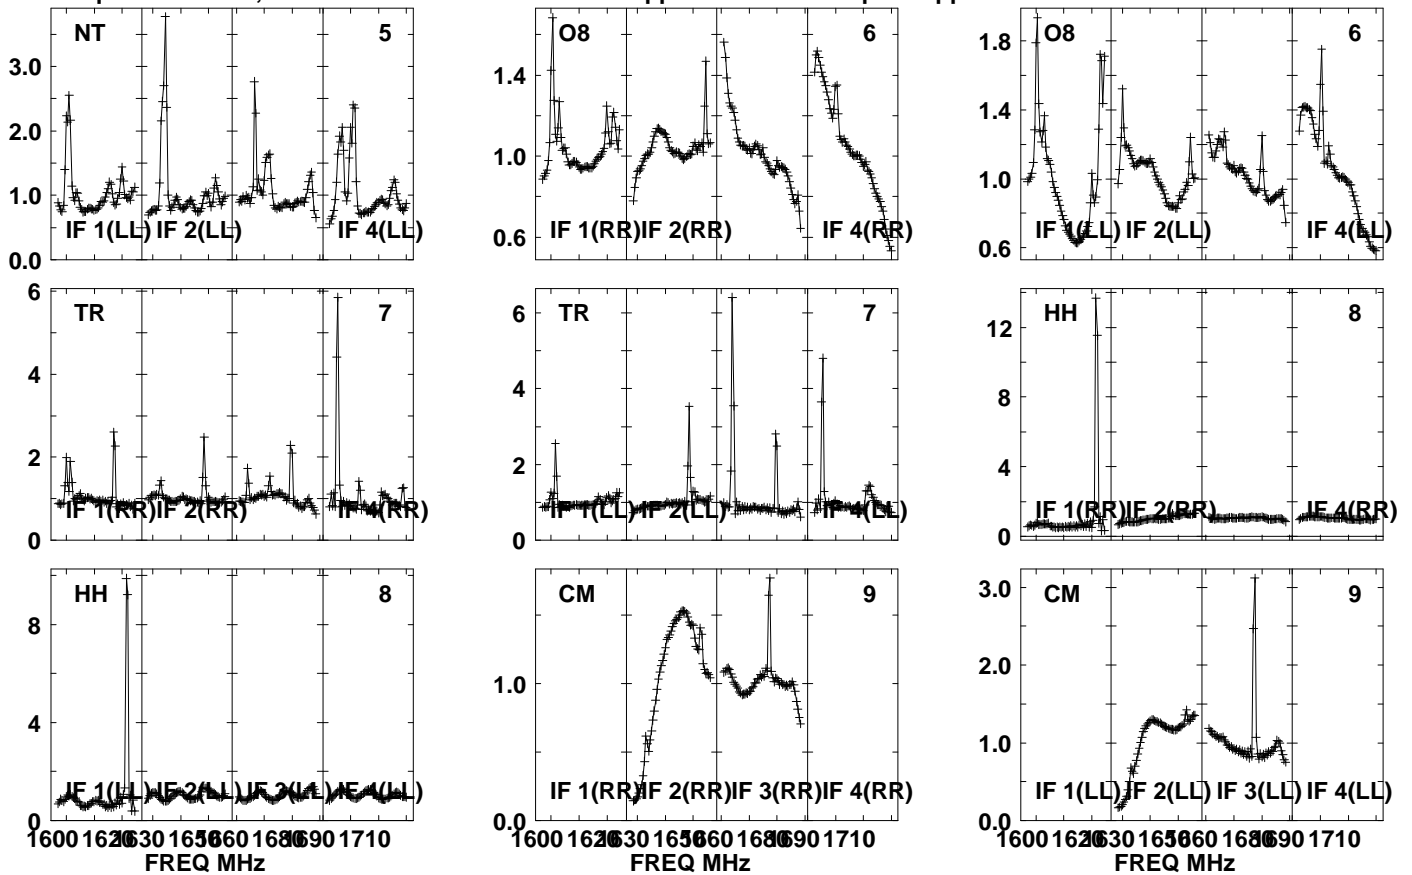 NT 5
3.0
2.0
1.0
0.0
IF 1(LL) IF 2(LL) IF 4(LL)
O8 6
1.4
1.0
0.6
IF 1(RR) IF 2(RR) IF 4(RR)
O8 6
1.8
1.4
1.0
0.6
IF 1(LL) IF 2(LL) IF 4(LL)
TR 7
6
4
2
0
IF 1(RR) IF 2(RR) IF 4(RR)
TR 7
6
4
2
0
IF 1(LL) IF 2(LL) IF 4(LL)
HH 8
12
8
4
0
IF 1(RR) IF 2(RR) IF 4(RR)
HH 8
8
4
0
IF 1(LL) IF 2(LL) IF 3(LL) IF 4(LL)
1600 1620 1630 1650 1660 1680 1690 1710
FREQ MHz
CM 9
1.0
0.0
IF 1(RR) IF 2(RR) IF 3(RR) IF 4(RR)
1600 1620 1630 1650 1660 1680 1690 1710
FREQ MHz
CM 9
3.0
2.0
1.0
0.0
IF 1(LL) IF 2(LL) IF 3(LL) IF 4(LL)
1600 1620 1630 1650 1660 1680 1690 1710
FREQ MHz